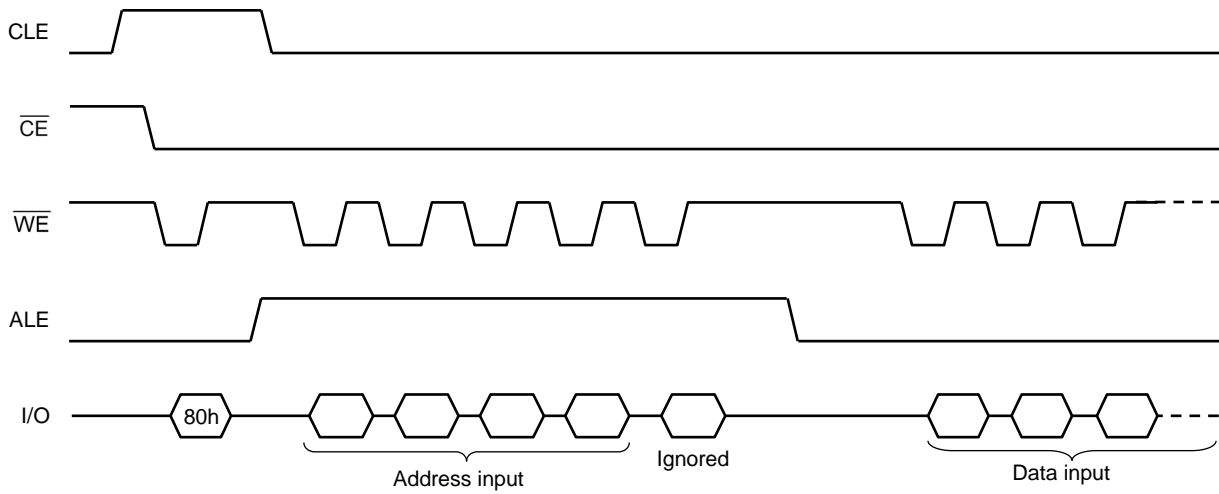 CLE
CE
WE
ALE
I/O
80h
Address input
Ignored
Data input